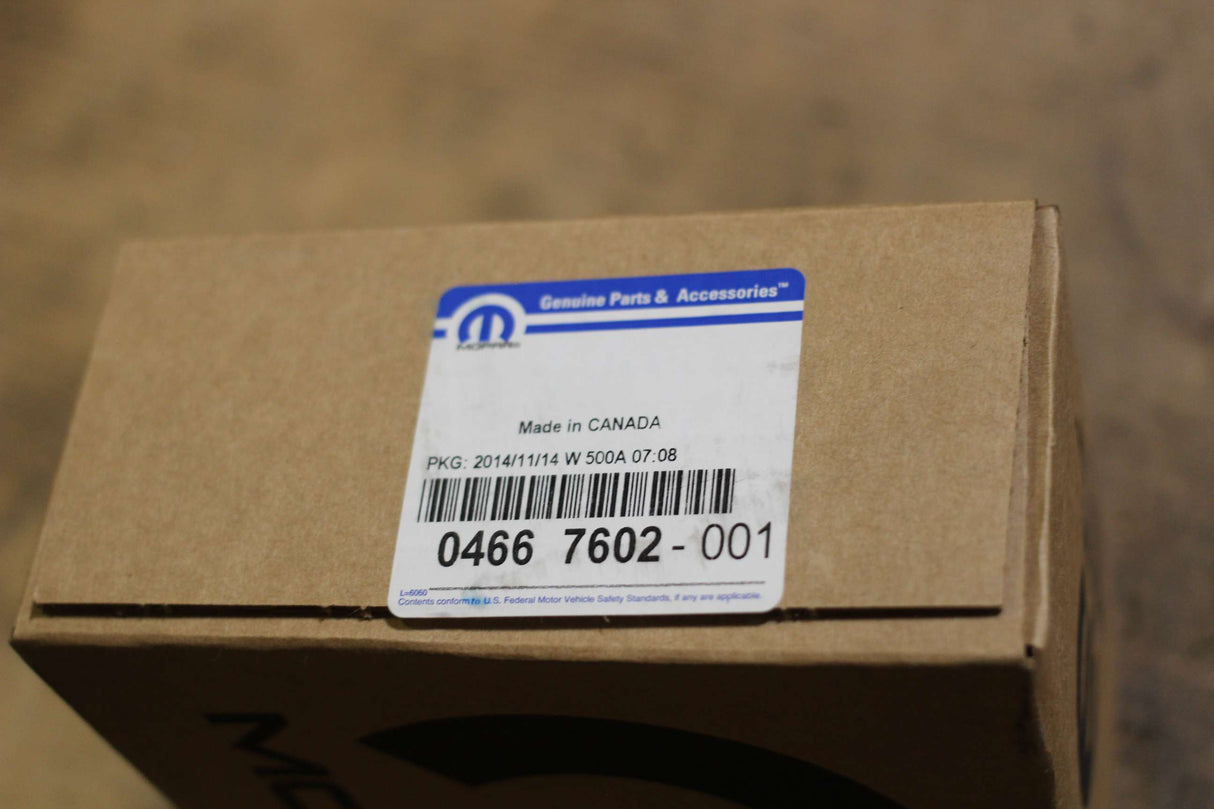 Genuine Parts & Accessories™
MOPAR
Made in CANADA
PKG: 2014/11/14 W 500A 07:08
0466 7602 - 001
L=6060
Contents conform to U.S. Federal Motor Vehicle Safety Standards, if any are applicable.